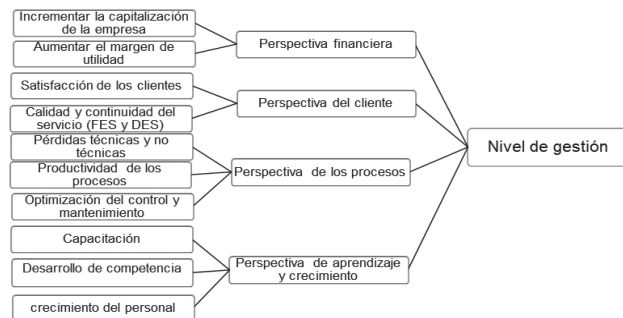 Incrementar la capitalización
de la empresa
Aumentar el margen de
utilidad
Perspectiva financiera
Satisfacción de los clientes
Calidad y continuidad del
servicio (FES y DES)
Perspectiva del cliente
Pérdidas técnicas y no
técnicas
Productividad de los
procesos
Optimización del control y
mantenimiento
Perspectiva de los procesos
Capacitación
Desarrollo de competencia
crecimiento del personal
Perspectiva de aprendizaje
y crecimiento
Nivel de gestión